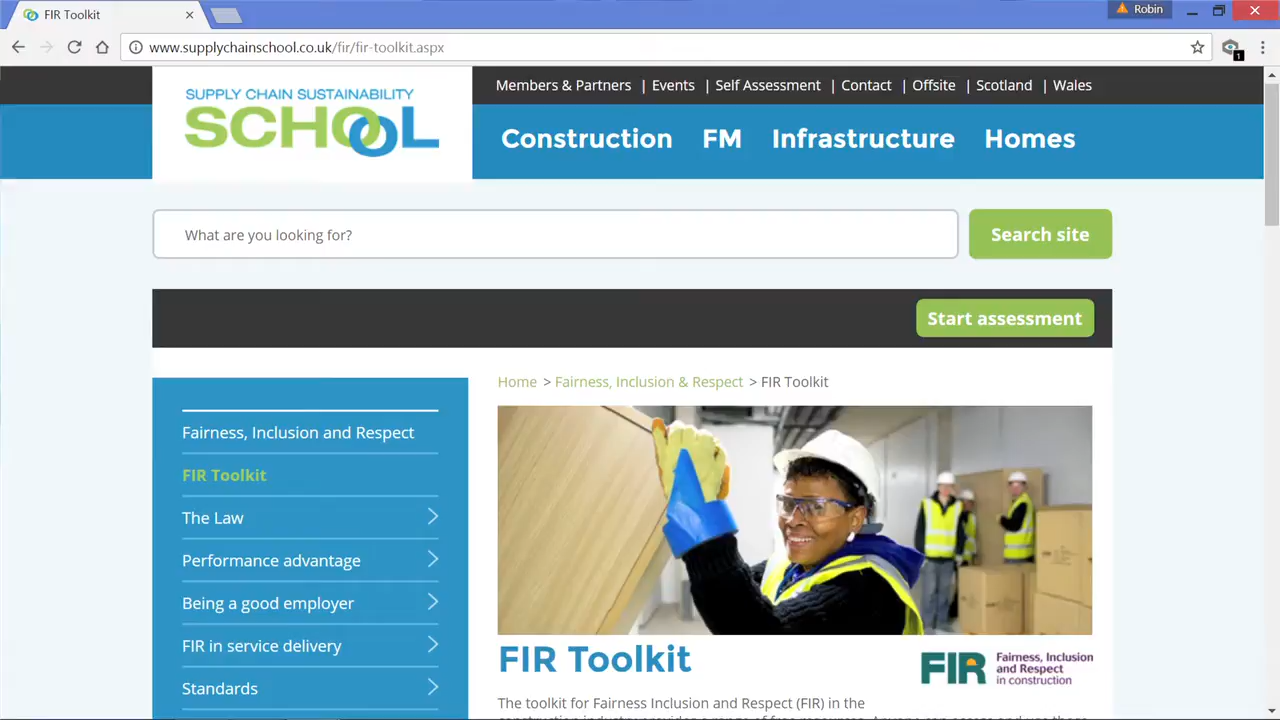 FIR Toolkit
Robin
www.supplychainschool.co.uk/fir/fir-toolkit.aspx
1
Members & Partners | Events | Self Assessment | Contact | Offsite | Scotland | Wales
SUPPLY CHAIN SUSTAINABILITY
SCHOOL
Construction FM Infrastructure Homes
What are you looking for?
Search site
Start assessment
Home > Fairness, Inclusion & Respect > FIR Toolkit
Fairness, Inclusion and Respect
FIR Toolkit
The Law
Performance advantage
Being a good employer
FIR in service delivery
Standards
FIR Toolkit
FIR Fairness, Inclusion
and Respect
in construction
The toolkit for Fairness Inclusion and Respect (FIR) in the